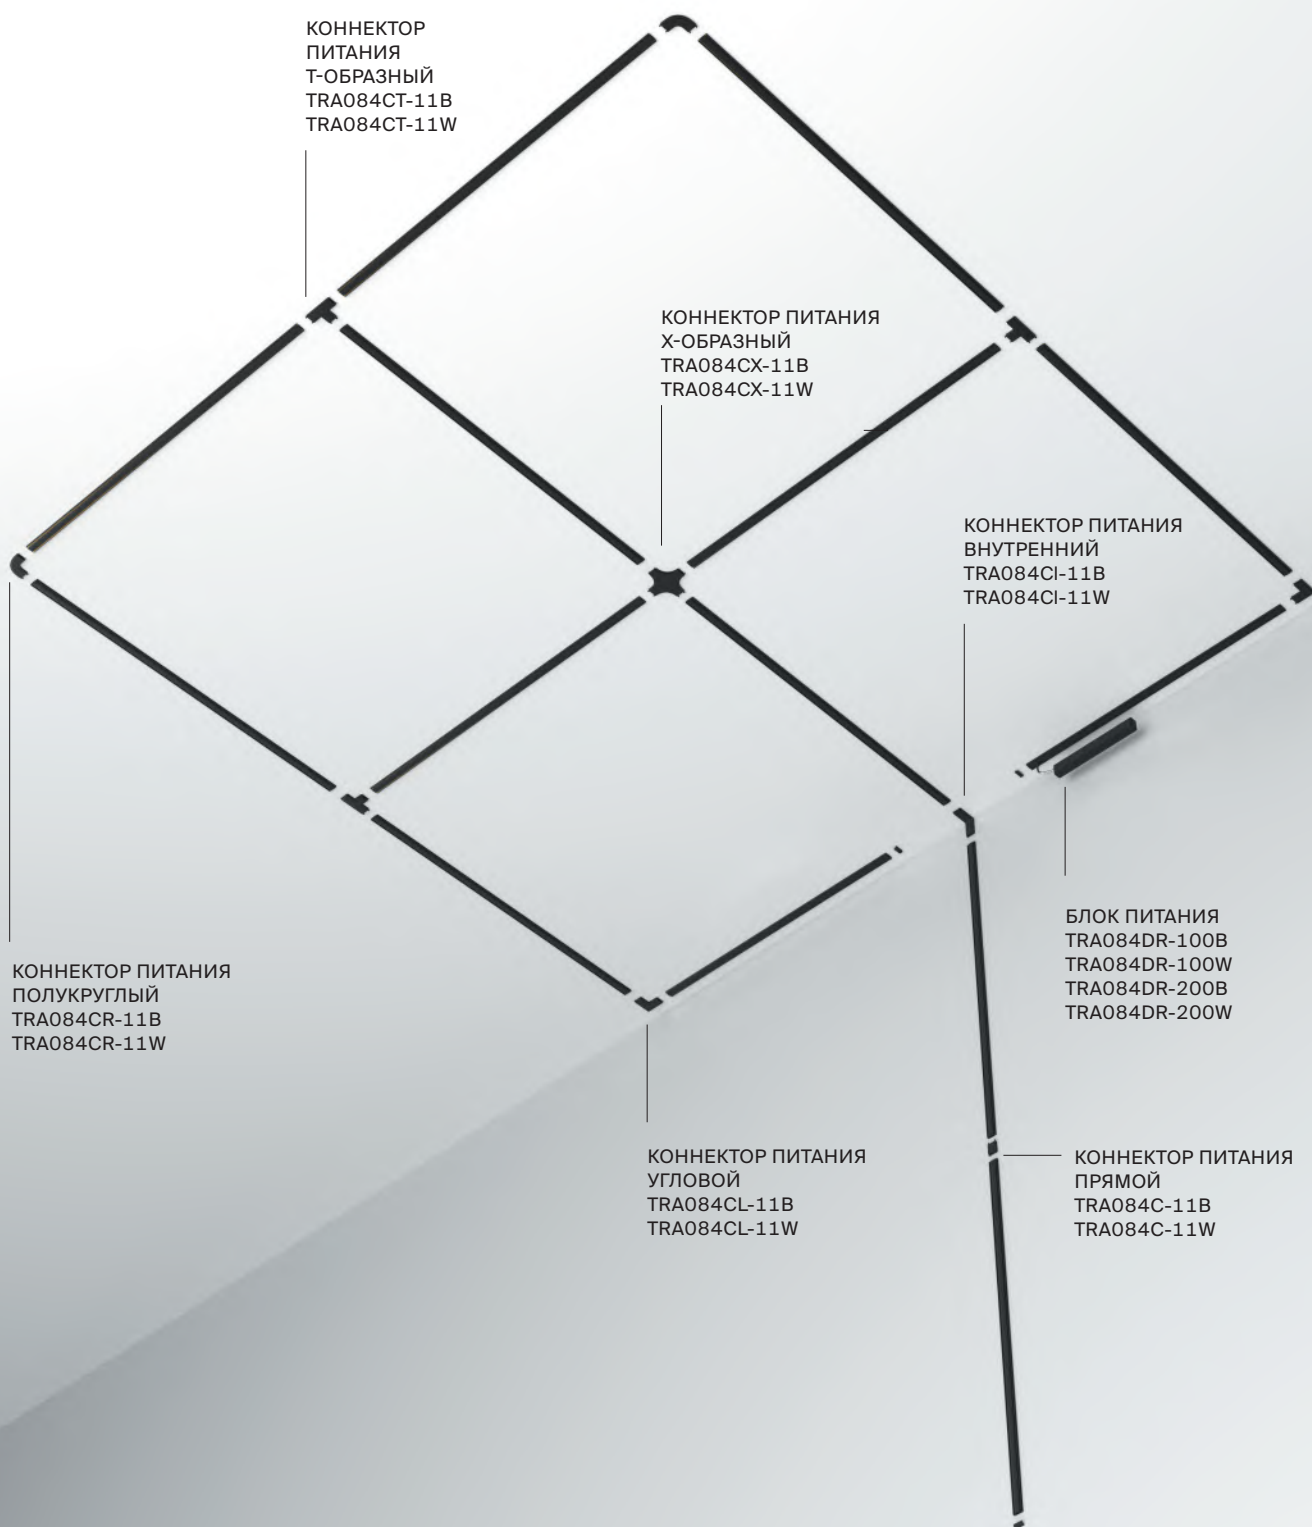 КОННЕКТОР
ПИТАНИЯ
Т-ОБРАЗНЫЙ
TRA084CT-11B
TRA084CT-11W
КОННЕКТОР ПИТАНИЯ
Х-ОБРАЗНЫЙ
TRA084CX-11B
TRA084CX-11W
КОННЕКТОР ПИТАНИЯ
ВНУТРЕННИЙ
TRA084CI-11B
TRA084CI-11W
БЛОК ПИТАНИЯ
TRA084DR-100B
TRA084DR-100W
TRA084DR-200B
TRA084DR-200W
КОННЕКТОР ПИТАНИЯ
ПОЛУКРУГЛЫЙ
TRA084CR-11B
TRA084CR-11W
КОННЕКТОР ПИТАНИЯ
УГЛОВОЙ
TRA084CL-11B
TRA084CL-11W
КОННЕКТОР ПИТАНИЯ
ПРЯМОЙ
TRA084C-11B
TRA084C-11W